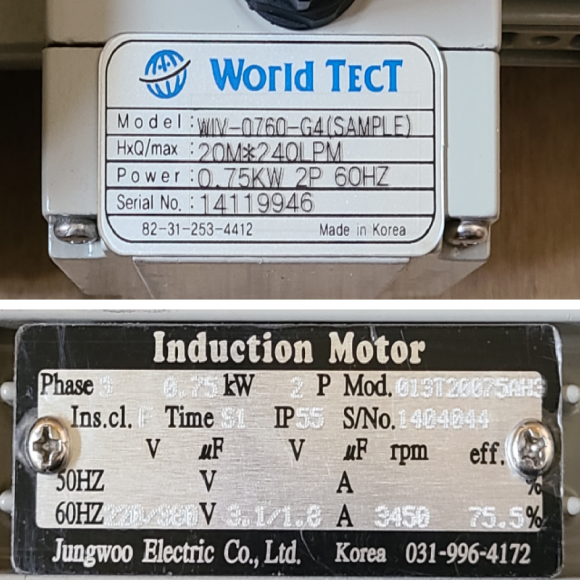 World TECT
Model : WIV-0760-G4(SAMPLE)
HxQ/max : 20M*240LPM
Power : 0.75KW 2P 60HZ
Serial No. : 14119946
82-31-253-4412 Made in Korea
Induction Motor
Phase 3 0.75 kW 2 P Mod. 013T20075AH3
Ins.cl. F Time S1 IP 55 S/No. 1404044
V µF V µF rpm eff.
50HZ V A %
60HZ 220/380 V 3.1/1.8 A 3450 75.5%
Jungwoo Electric Co., Ltd. Korea 031-996-4172